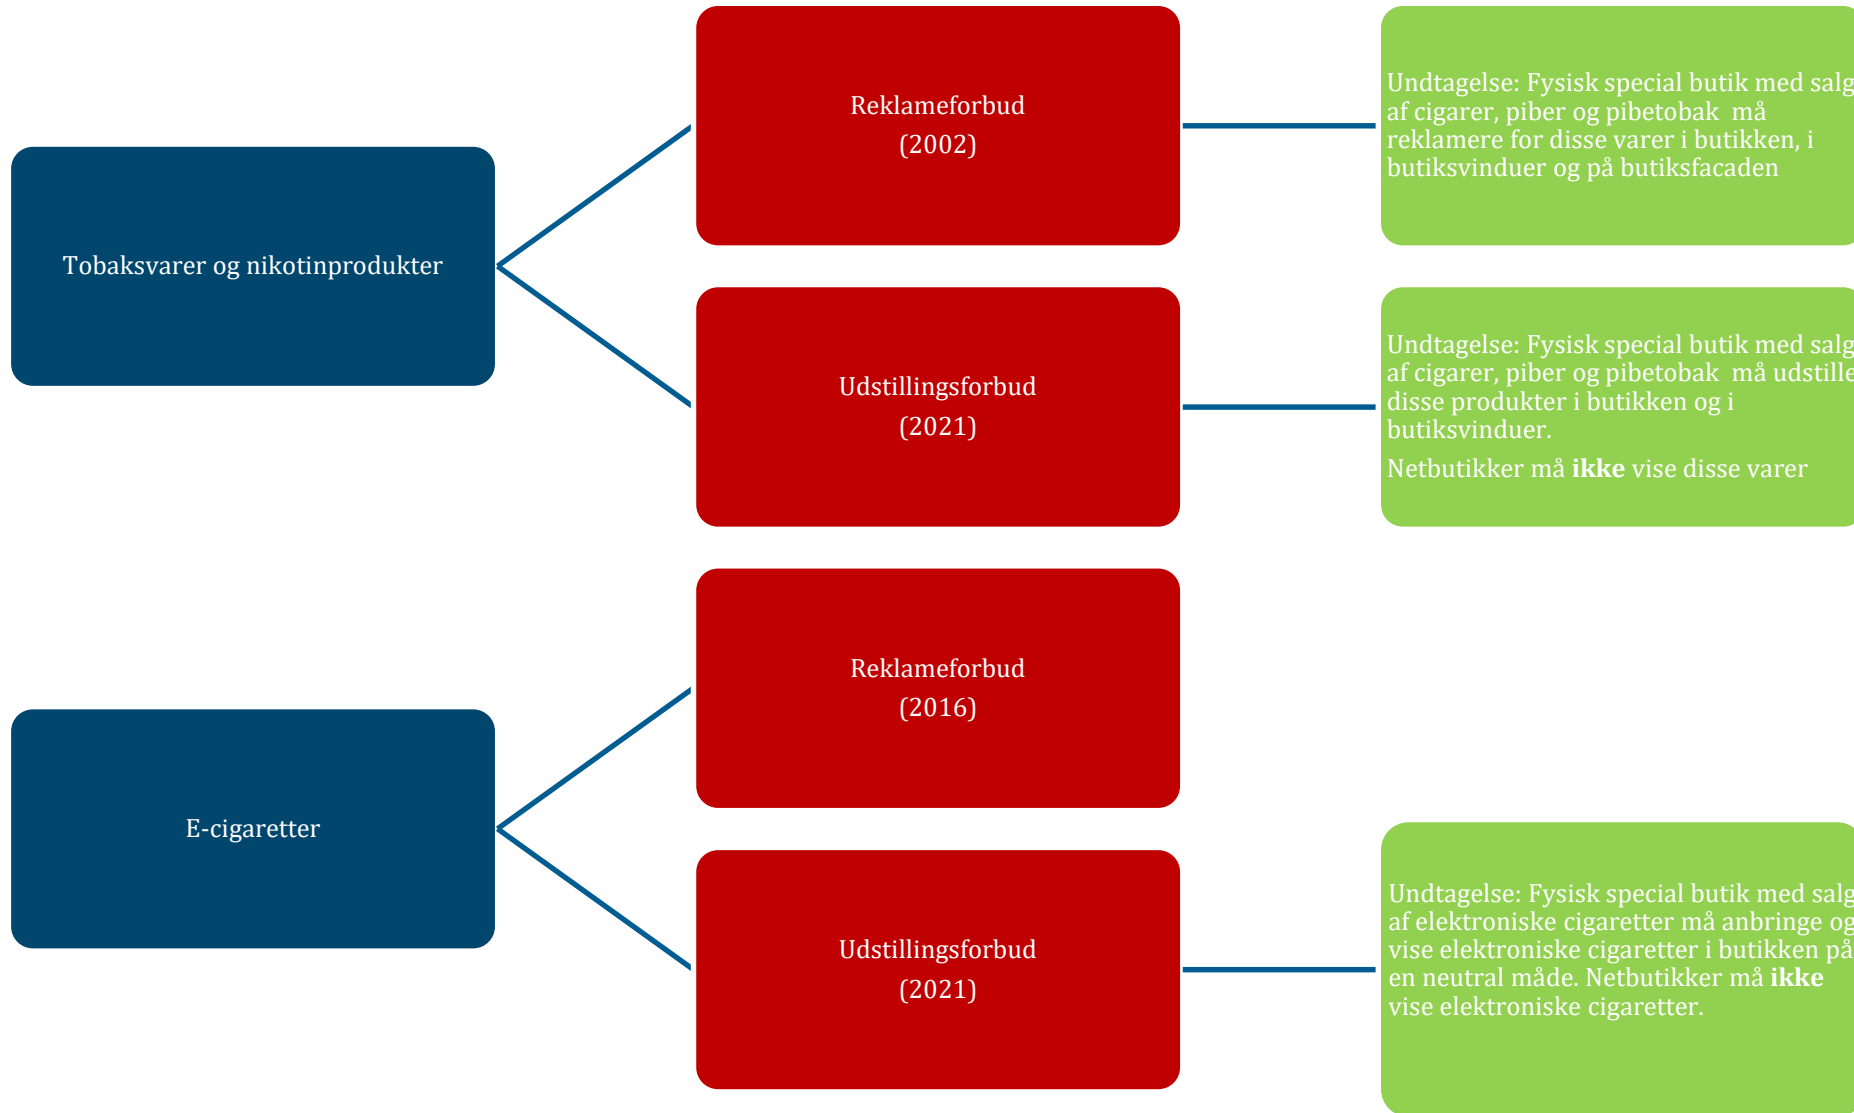 Tobaksvarer og nikotinprodukter
Reklameforbud
(2002)
Undtagelse: Fysisk special butik med salg
af cigarer, piber og pibetobak  må
reklamere for disse varer i butikken, i
butiksvinduer og på butiksfacaden
Udstillingsforbud
(2021)
Undtagelse: Fysisk special butik med salg
af cigarer, piber og pibetobak  må udstille
disse produkter i butikken og i
butiksvinduer.
Netbutikker må ikke vise disse varer
E-cigaretter
Reklameforbud
(2016)
Udstillingsforbud
(2021)
Undtagelse: Fysisk special butik med salg
af elektroniske cigaretter må anbringe og
vise elektroniske cigaretter i butikken på
en neutral måde. Netbutikker må ikke
vise elektroniske cigaretter.